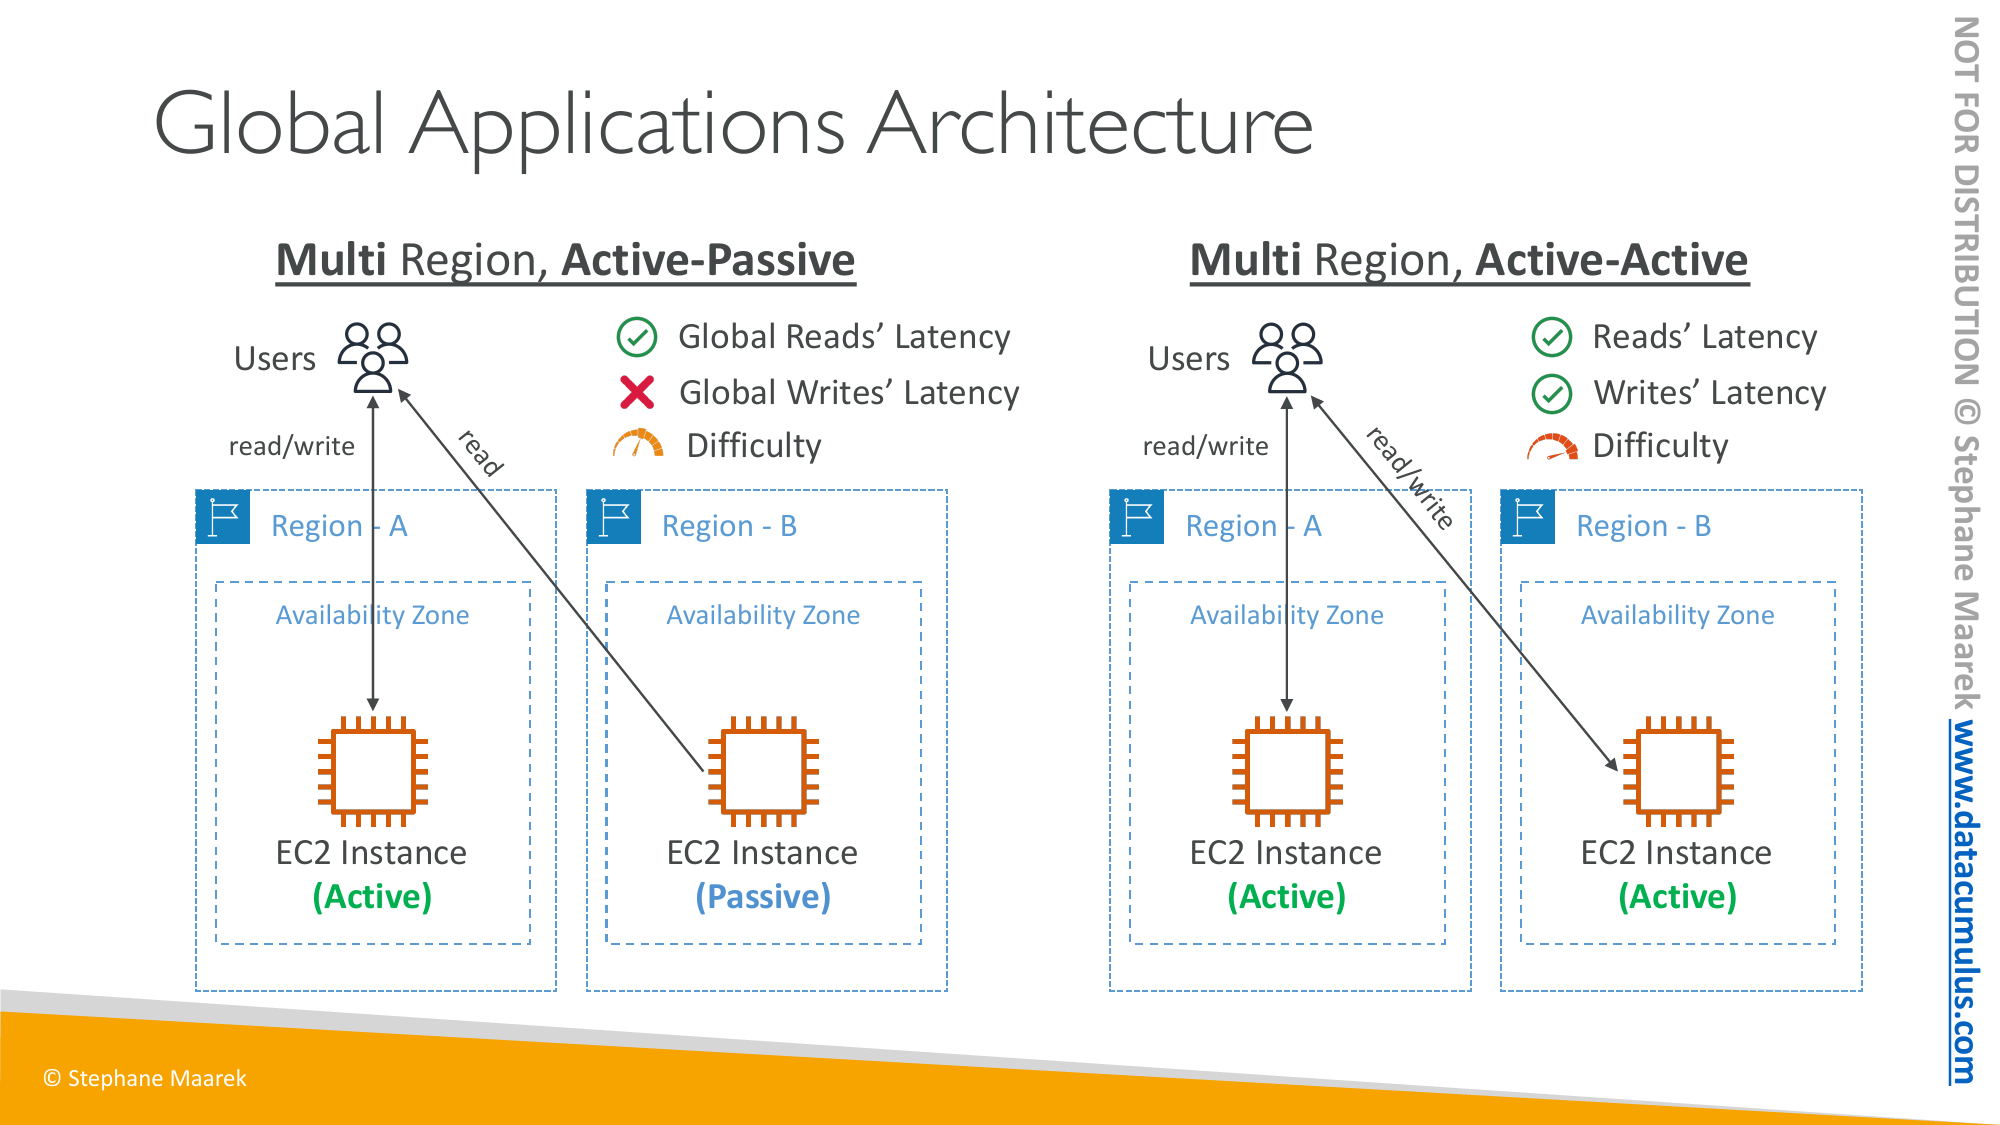 Global Applications Architecture
Multi Region, Active-Passive
Users
Global Reads’ Latency
Global Writes’ Latency
Difficulty
read/write
read
Region - A
Availability Zone
EC2 Instance
(Active)
Region - B
Availability Zone
EC2 Instance
(Passive)
Multi Region, Active-Active
Users
Reads’ Latency
Writes’ Latency
Difficulty
read/write
read/write
Region - A
Availability Zone
EC2 Instance
(Active)
Region - B
Availability Zone
EC2 Instance
(Active)
© Stephane Maarek
NOT FOR DISTRIBUTION © Stephane Maarek www.datacumulus.com